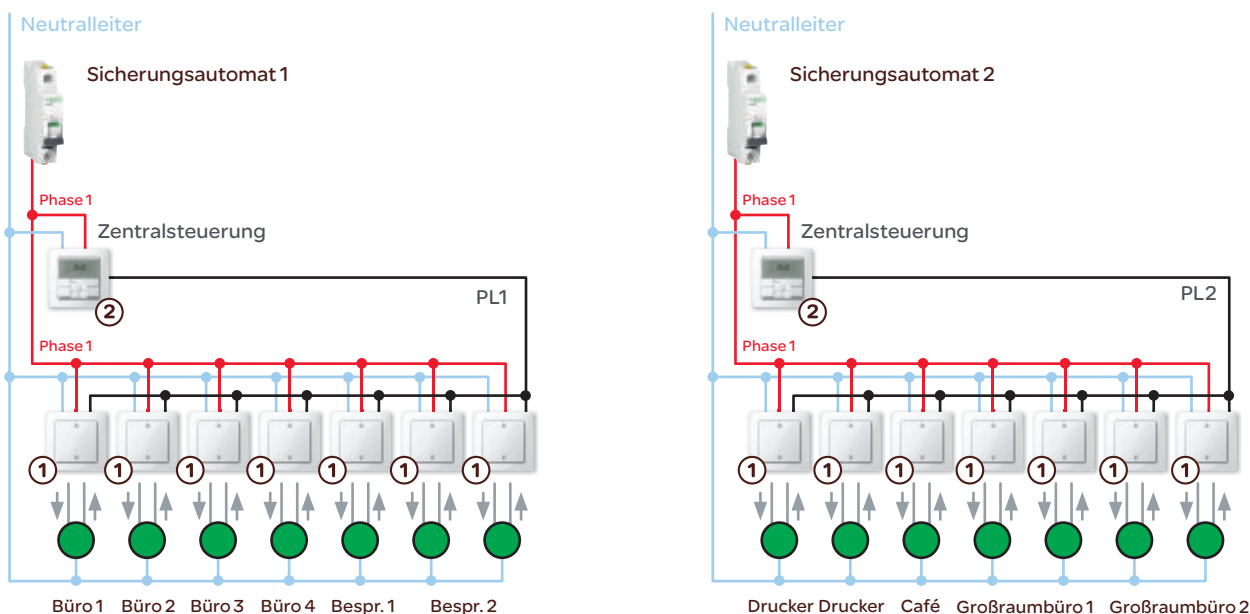 Neutralleiter
Sicherungsautomat 1
Phase 1
Zentralsteuerung
2
PL1
Phase 1
1 1 1 1 1 1 1
Büro 1 Büro 2 Büro 3 Büro 4 Bespr. 1 Bespr. 2
Neutralleiter
Sicherungsautomat 2
Phase 1
Zentralsteuerung
2
PL2
Phase 1
1 1 1 1 1 1 1
Drucker Drucker Café Großraumbüro 1 Großraumbüro 2